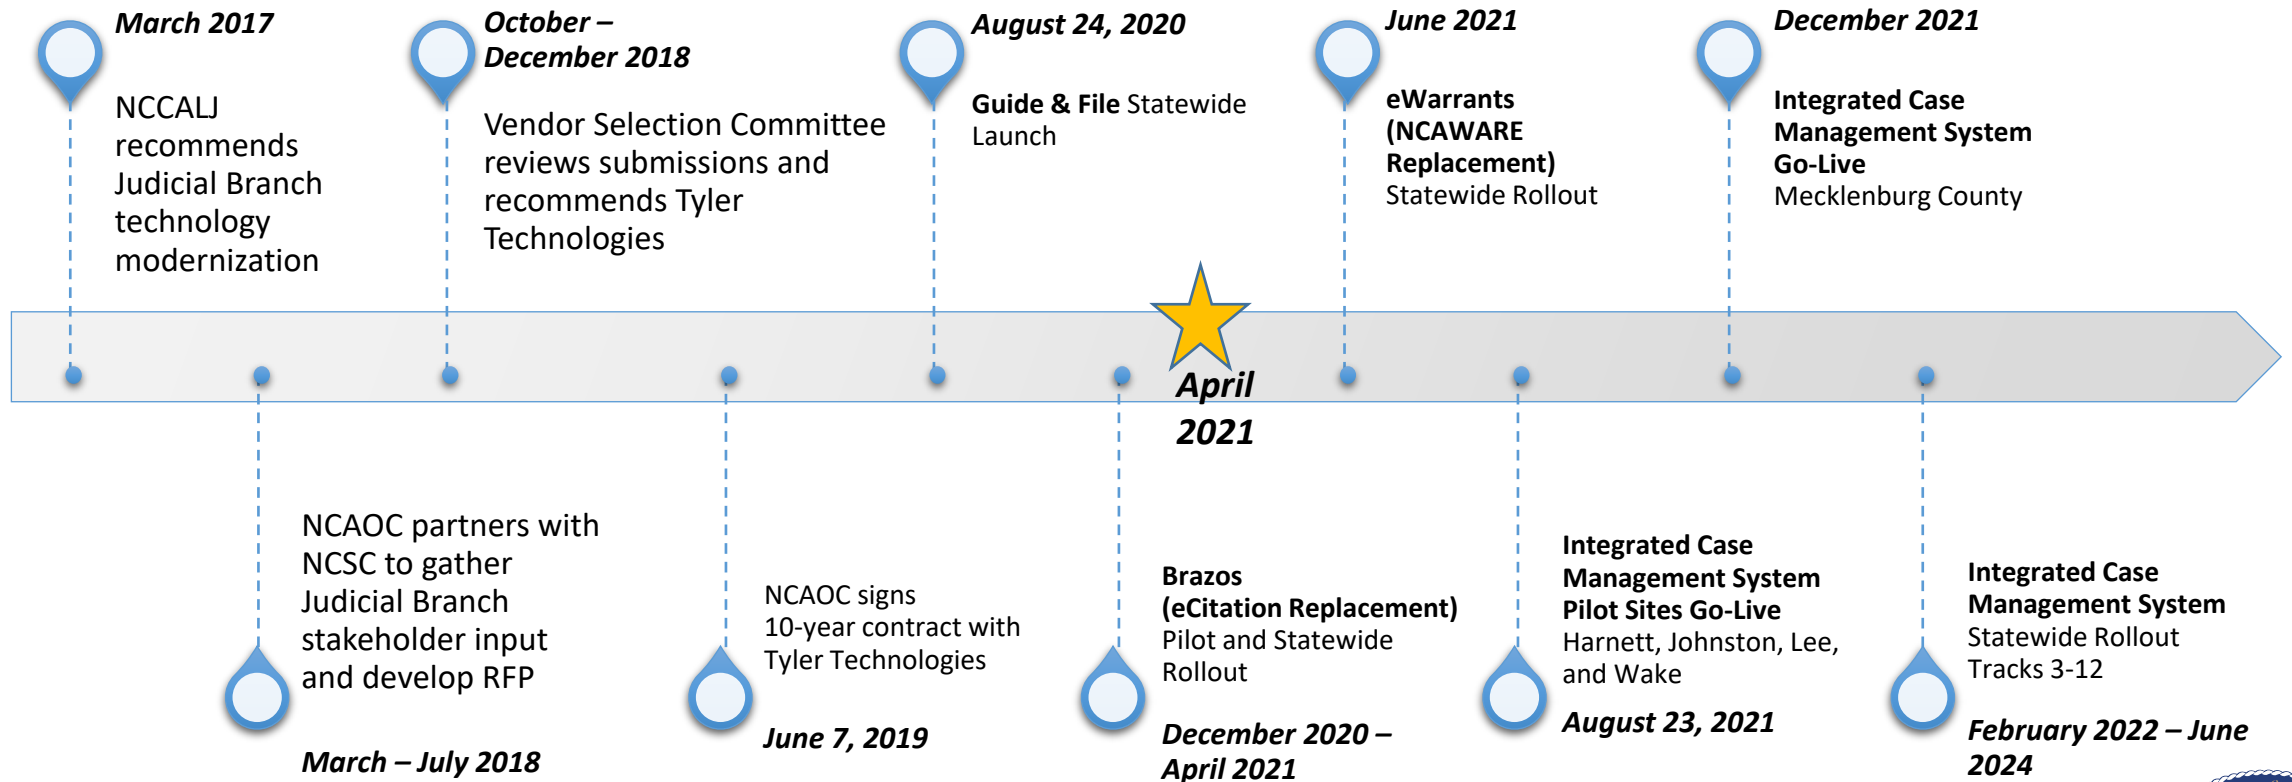 March 2017
NCCALJ
recommends
Judicial Branch
technology
modernization
October –
December 2018
Vendor Selection Committee
reviews submissions and
recommends Tyler
Technologies
August 24, 2020
Guide & File Statewide
Launch
June 2021
eWarrants
(NCAWARE
Replacement)
Statewide Rollout
December 2021
Integrated Case
Management System
Go-Live
Mecklenburg County
April
2021
NCAOC partners with
NCSC to gather
Judicial Branch
stakeholder input
and develop RFP
March – July 2018
NCAOC signs
10-year contract with
Tyler Technologies
June 7, 2019
Brazos
(eCitation Replacement)
Pilot and Statewide
Rollout
December 2020 –
April 2021
Integrated Case
Management System
Pilot Sites Go-Live
Harnett, Johnston, Lee,
and Wake
August 23, 2021
Integrated Case
Management System
Statewide Rollout
Tracks 3-12
February 2022 – June
2024